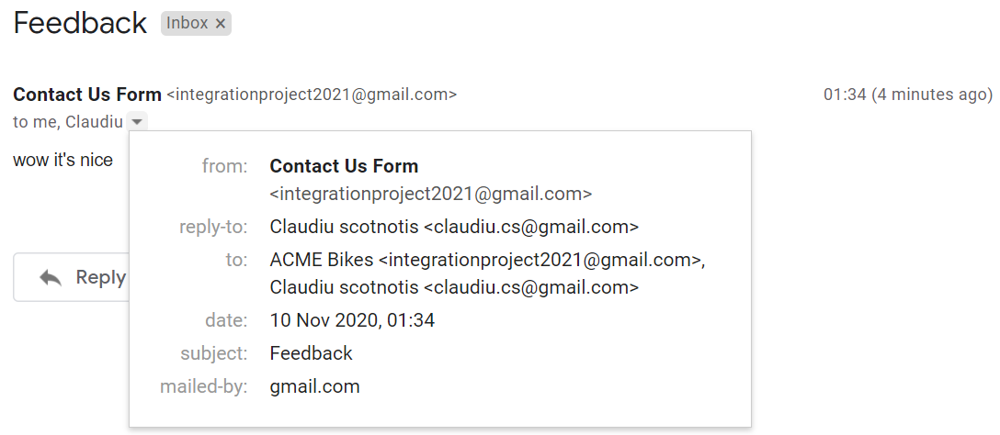 Feedback Inbox ×
Contact Us Form <integrationproject2021@gmail.com> 01:34 (4 minutes ago)
to me, Claudiu
wow it's nice
from: Contact Us Form
<integrationproject2021@gmail.com>
reply-to: Claudiu scotnotis <claudiu.cs@gmail.com>
to: ACME Bikes <integrationproject2021@gmail.com>,
Claudiu scotnotis <claudiu.cs@gmail.com>
Reply
date: 10 Nov 2020, 01:34
subject: Feedback
mailed-by: gmail.com